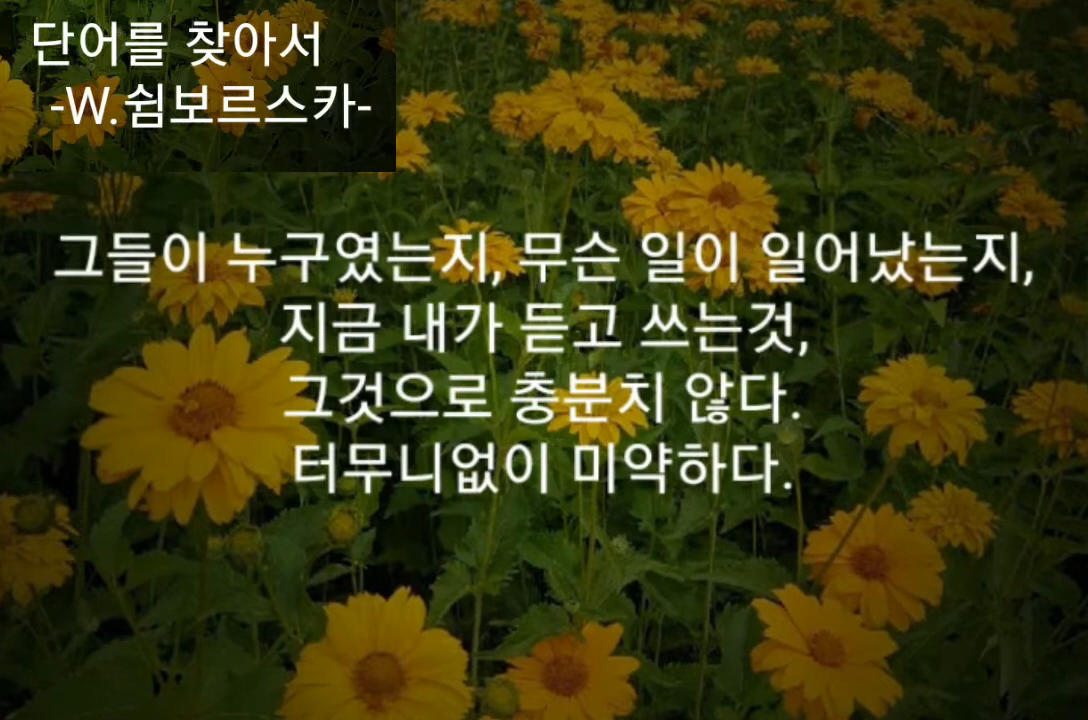 단어를 찾아서
-W.쉼보르스카-
그들이 누구였는지, 무슨 일이 일어났는지,
지금 내가 듣고 쓰는것,
그것으로 충분치 않다.
터무니없이 미약하다.